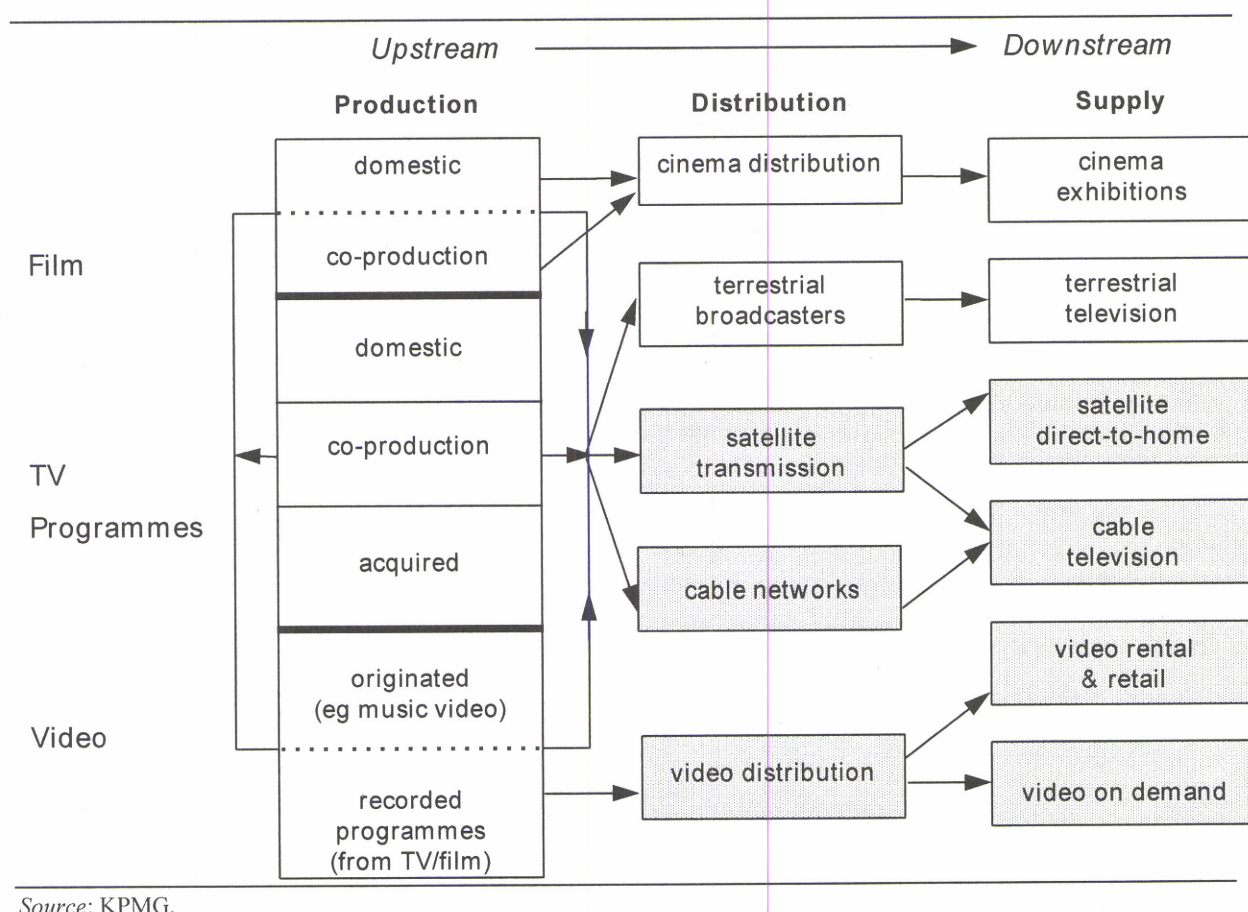 Upstream
Downstream
Production
Distribution
Supply
Film
domestic
co-production
TV
Programmes
domestic
co-production
acquired
Video
originated
(eg music video)
recorded
programmes
(from TV/film)
cinema distribution
terrestrial
broadcasters
satellite
transmission
cable networks
video distribution
cinema
exhibitions
terrestrial
television
satellite
direct-to-home
cable
television
video rental
& retail
video on demand
Source: KPMG.